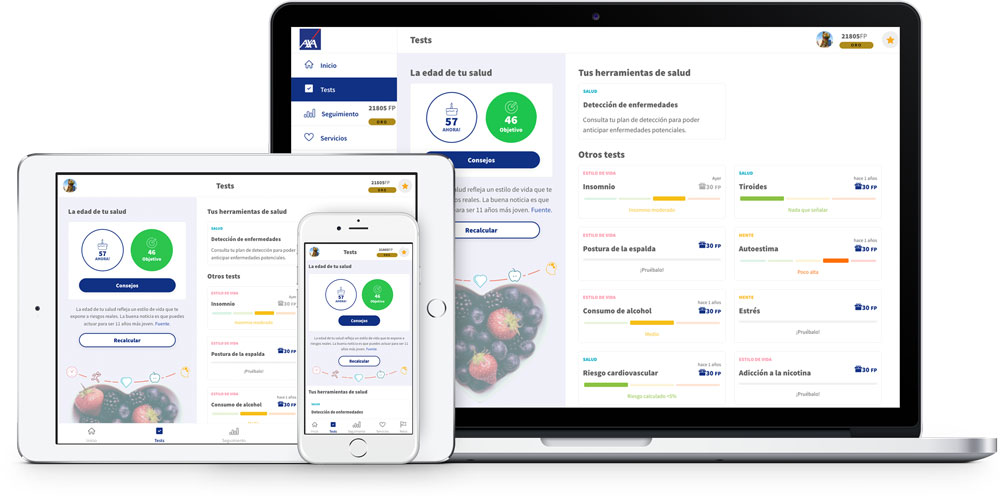 AXA
Tests
21805 FP
ORO
Inicio
Tests
Seguimiento
21805 FP
ORO
Servicios
La edad de tu salud
57
AHORA!
46
Objetivo
Consejos
salud refleja un estilo de vida que te
riesgos reales. La buena noticia es que
para ser 11 años más joven. Fuente.
Recalcular
Tus herramientas de salud
SALUD
Detección de enfermedades
Consulta tu plan de detección para poder
anticipar enfermedades potenciales.
Otros tests
ESTILO DE VIDA
Ayer
Insomnio
30 FP
Insomnio moderado
SALUD
hace 1 años
Tiroides
30 FP
Nada que señalar
ESTILO DE VIDA
Postura de la espalda
30 FP
¡Pruébalo!
MENTE
hace 1 años
Autoestima
30 FP
Poco alta
ESTILO DE VIDA
hace 1 años
Consumo de alcohol
30 FP
Medio
MENTE
Estrés
30 FP
¡Pruébalo!
SALUD
hace 1 años
Riesgo cardiovascular
30 FP
Riesgo calculado <0%
ESTILO DE VIDA
Adicción a la nicotina
30 FP
¡Pruébalo!
Tests
21805 FP
ORO
La edad de tu salud
57
AHORA!
46
Objetivo
Consejos
La edad de tu salud refleja un estilo de vida que te
expone a riesgos reales. La buena noticia es que puedes
actuar para ser 11 años más joven. Fuente.
Recalcular
Tus herramientas de salud
SALUD
Detección de enfermedades
Consulta tu plan de detección
anticipar enfermedades
Otros tests
ESTILO DE VIDA
Ayer
Insomnio
30 FP
Insomnio moderado
ESTILO DE VIDA
Postura de la espalda
30 FP
¡Pruébalo!
ESTILO DE VIDA
hace 1 años
Consumo de alcohol
30 FP
Medio
Inicio
Tests
Seguimiento
Tests
21805 FP
ORO
La edad de tu salud
57
AHORA!
46
Objetivo
Consejos
La edad de tu salud refleja un estilo de vida que te expone a
riesgos reales. La buena noticia es que puedes actuar para ser 11
años más joven. Fuente.
Recalcular
Tus herramientas de salud
SALUD
Detección de enfermedades
Inicio
Tests
Seguimiento
Servicios